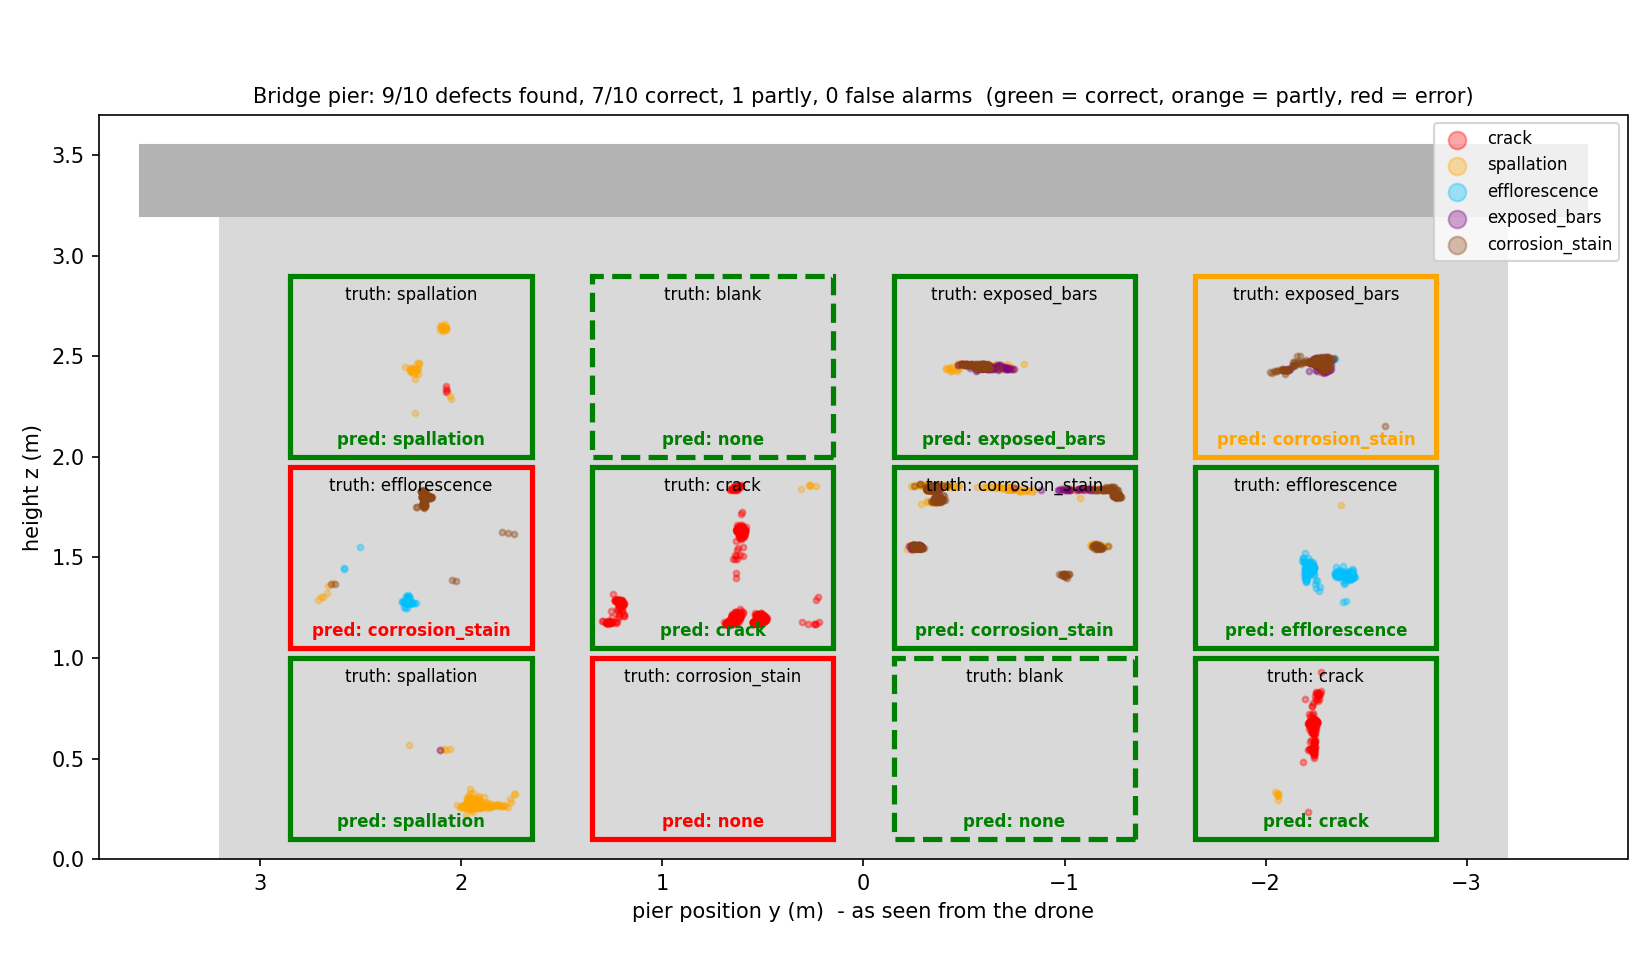 Bridge pier: 9/10 defects found, 7/10 correct, 1 partly, 0 false alarms  (green = correct, orange = partly, red = error)
crack
spallation
efflorescence
exposed_bars
corrosion_stain
3.5
3.0
2.5
2.0
1.5
1.0
0.5
0.0
height z (m)
truth: spallation
truth: blank
truth: exposed_bars
truth: exposed_bars
pred: spallation
pred: none
pred: exposed_bars
pred: corrosion_stain
truth: efflorescence
truth: crack
truth: corrosion_stain
truth: efflorescence
pred: corrosion_stain
pred: crack
pred: corrosion_stain
pred: efflorescence
truth: spallation
truth: corrosion_stain
truth: blank
truth: crack
pred: spallation
pred: none
pred: none
pred: crack
3
2
1
0
−1
−2
−3
pier position y (m)  - as seen from the drone